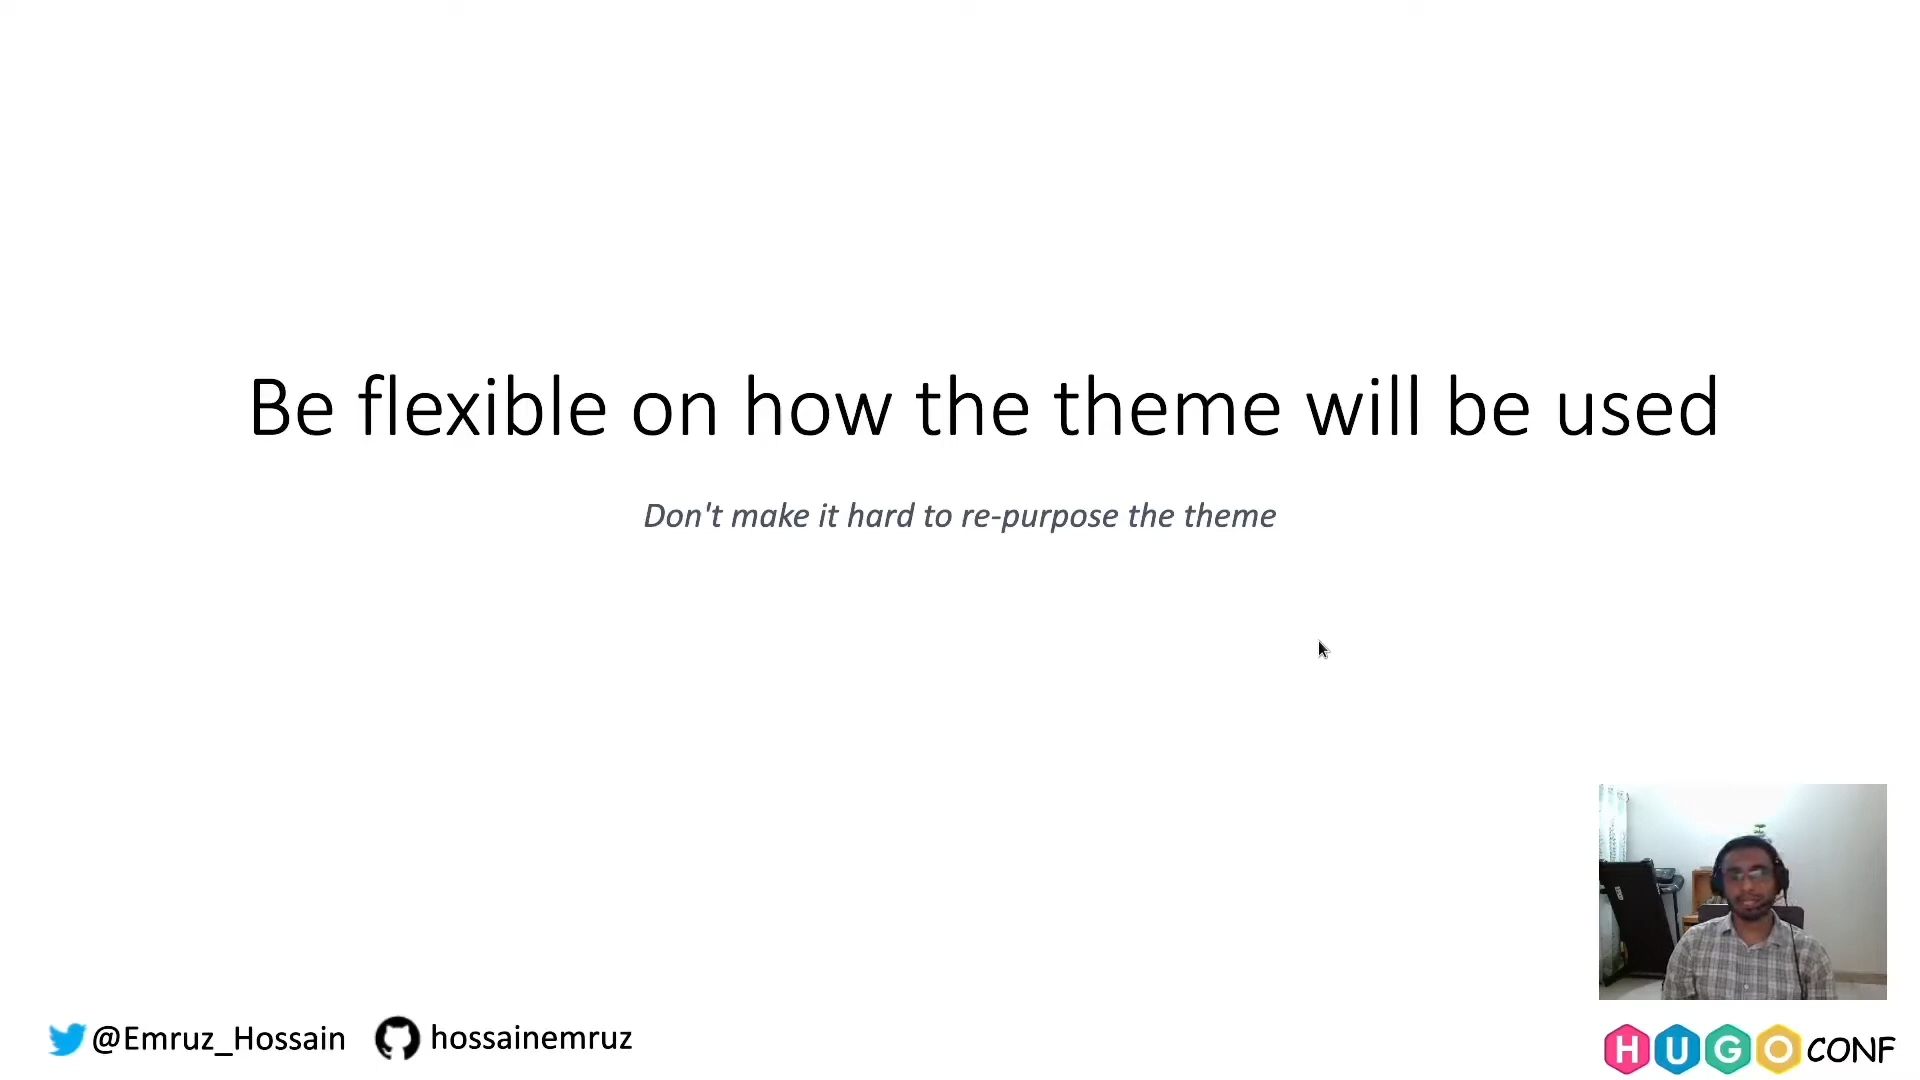 Be flexible on how the theme will be used
Don't make it hard to re-purpose the theme
@Emruz_Hossain hossainemruz
HUGO CONF